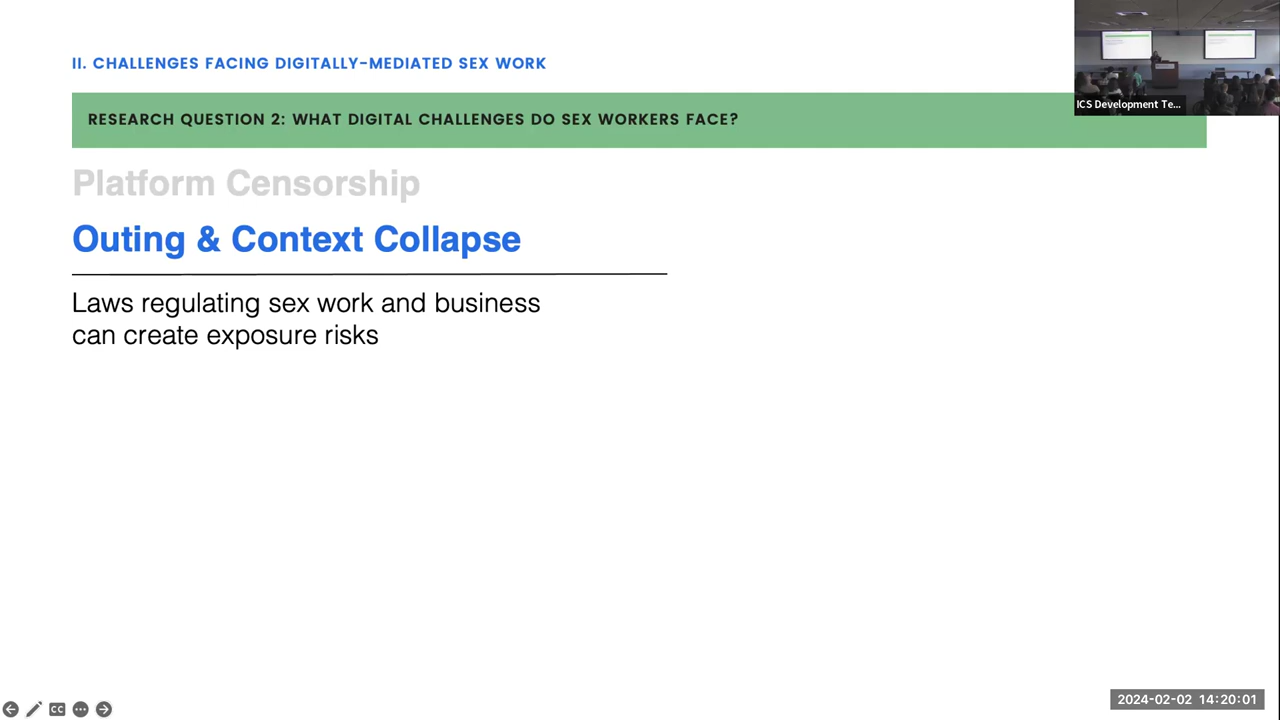 II. CHALLENGES FACING DIGITALLY-MEDIATED SEX WORK
RESEARCH QUESTION 2: WHAT DIGITAL CHALLENGES DO SEX WORKERS FACE?
ICS Development Te...
Platform Censorship
Outing & Context Collapse
Laws regulating sex work and business
can create exposure risks
CC
2024-02-02 14:20:01